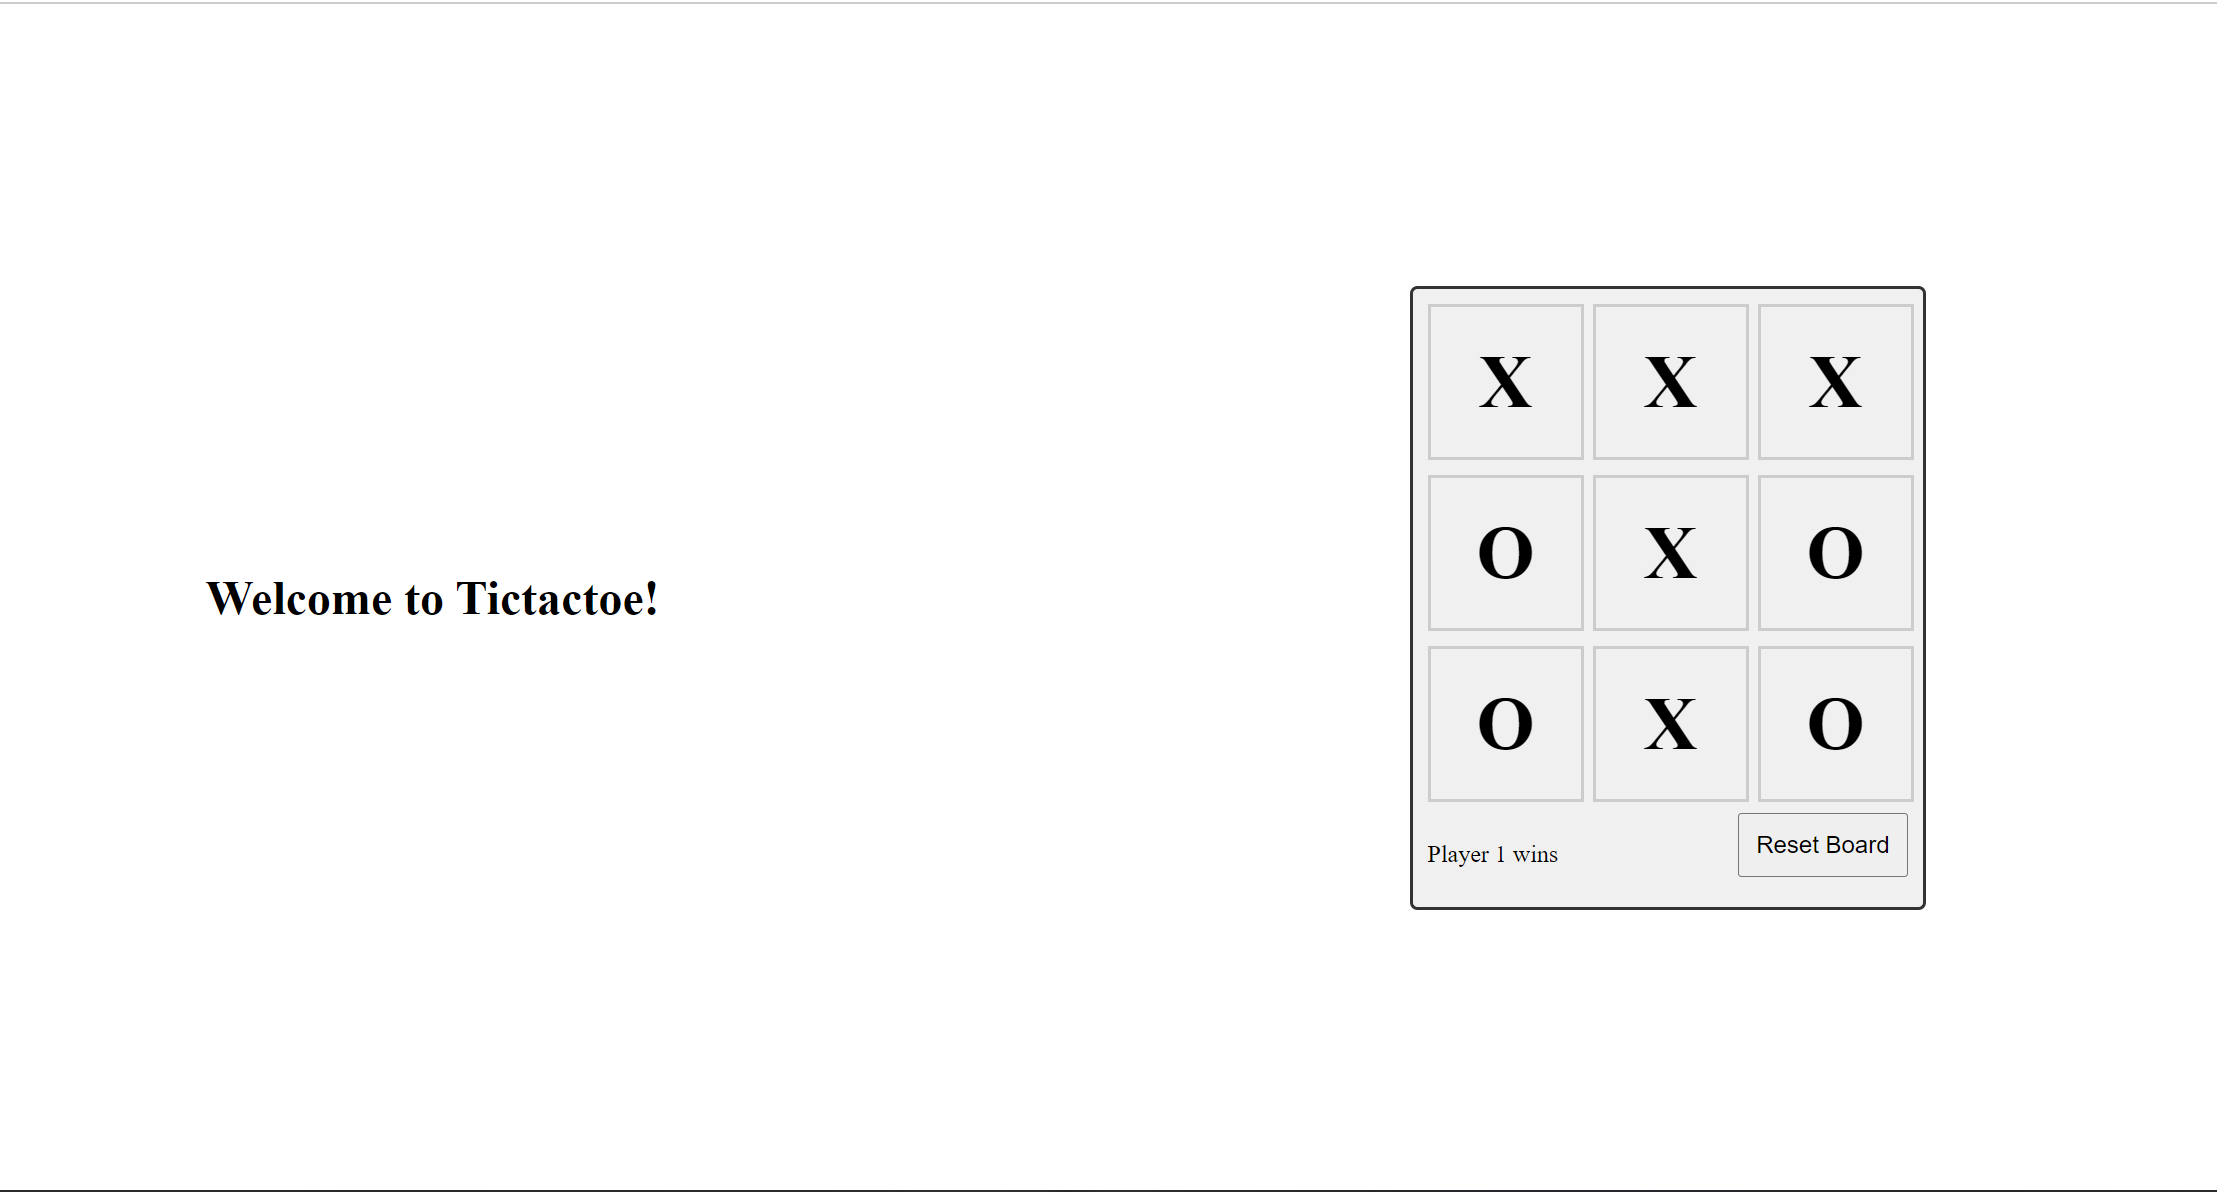 Welcome to Tictactoe!
X X X
O X O
O X O
Player 1 wins
Reset Board